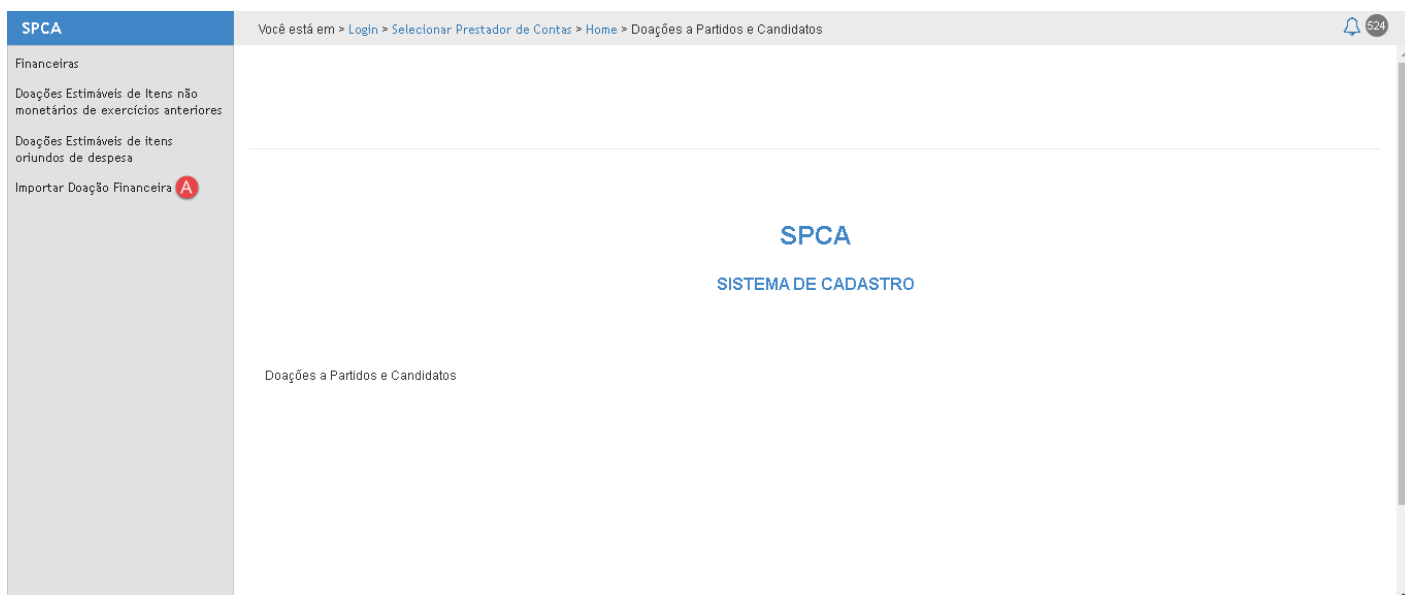 SPCA
Você está em > Login > Selecionar Prestador de Contas > Home > Doações a Partidos e Candidatos
524
Financeiras
Doações Estimáveis de Itens não
monetários de exercícios anteriores
Doações Estimáveis de itens
oriundos de despesa
Importar Doação Financeira A
SPCA
SISTEMA DE CADASTRO
Doações a Partidos e Candidatos